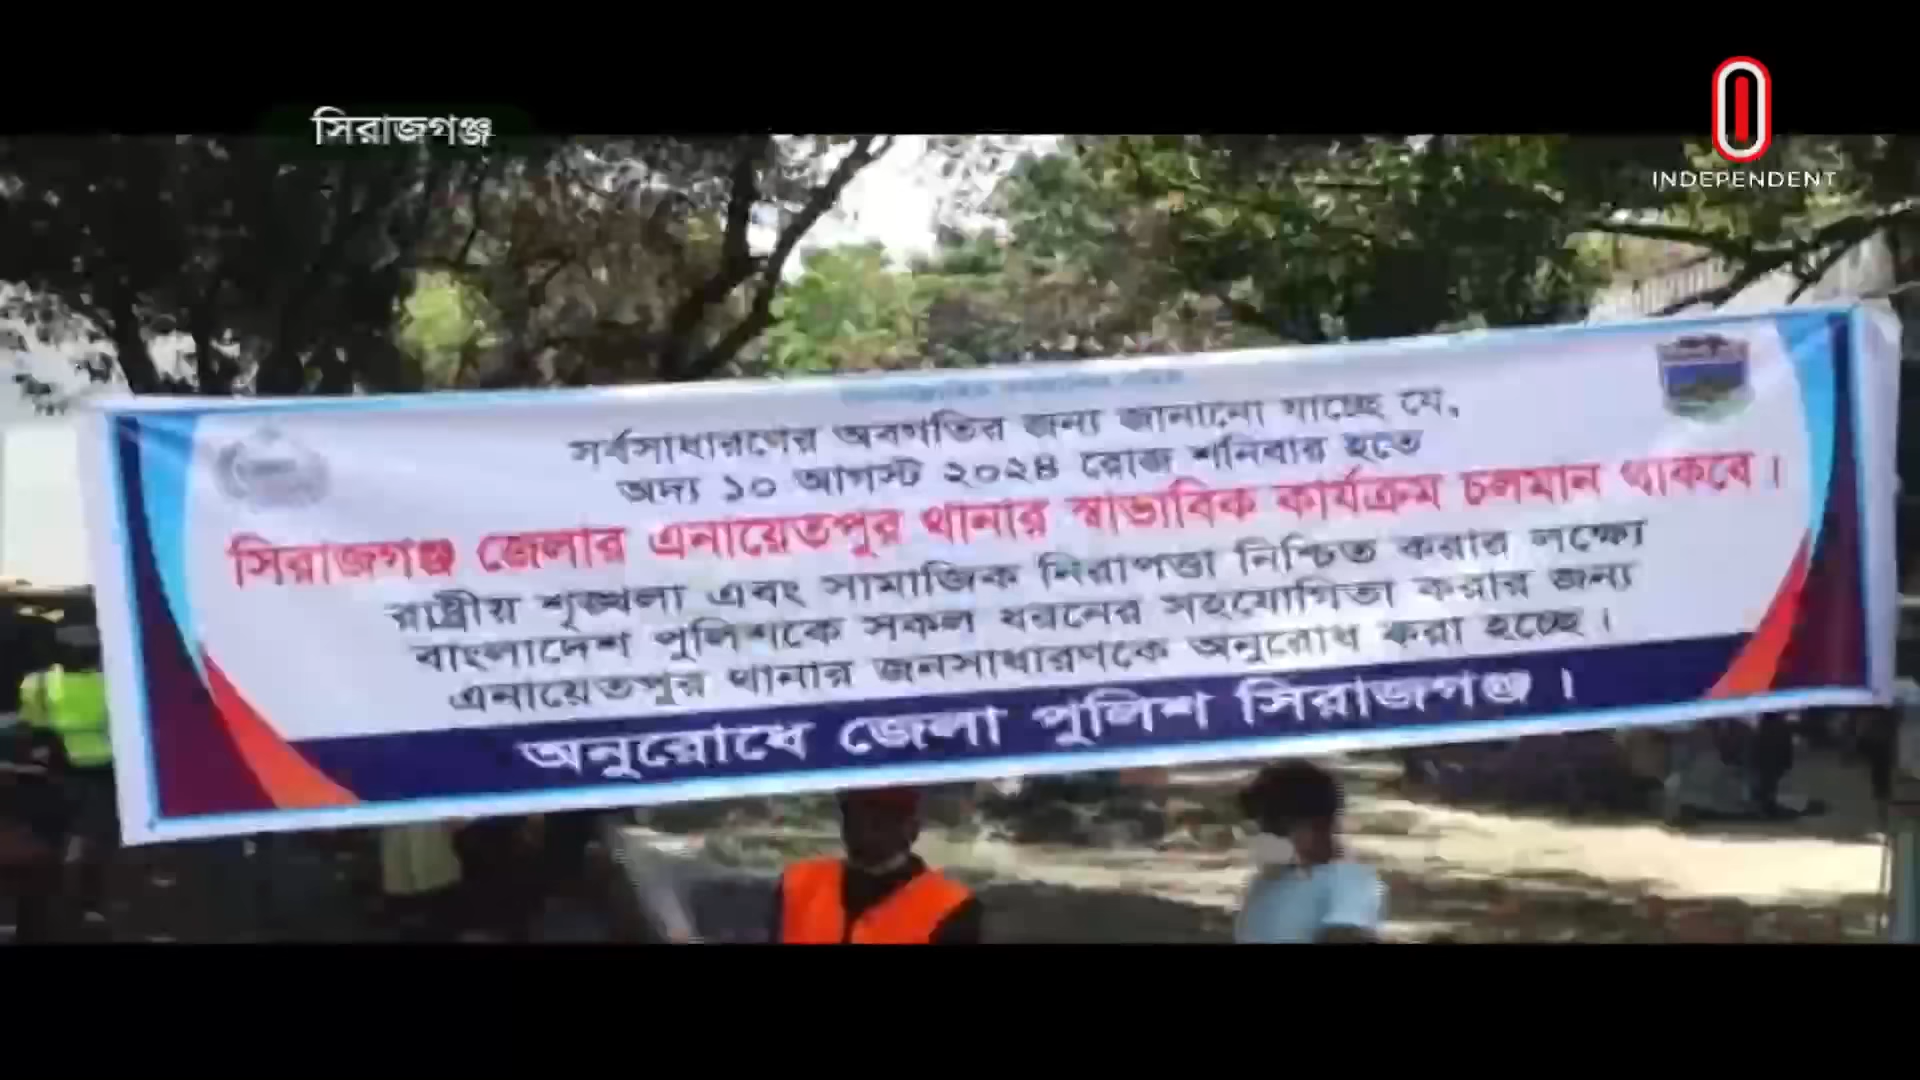 সিরাজগঞ্জ
INDEPENDENT
সর্বসাধারণের অবগতির জন্য জানানো যাচ্ছে যে,
অদ্য ১০ আগস্ট ২০২৪ রোজ শনিবার হতে
সিরাজগঞ্জ জেলার এনায়েতপুর থানার স্বাভাবিক কার্যক্রম চলমান থাকবে।
রাষ্ট্রীয় শৃঙ্খলা এবং সামাজিক নিরাপত্তা নিশ্চিত করার লক্ষ্যে
বাংলাদেশ পুলিশকে সকল ধরনের সহযোগিতা করার জন্য
এনায়েতপুর থানার জনসাধারণকে অনুরোধ করা হচ্ছে।
অনুরোধে জেলা পুলিশ সিরাজগঞ্জ।